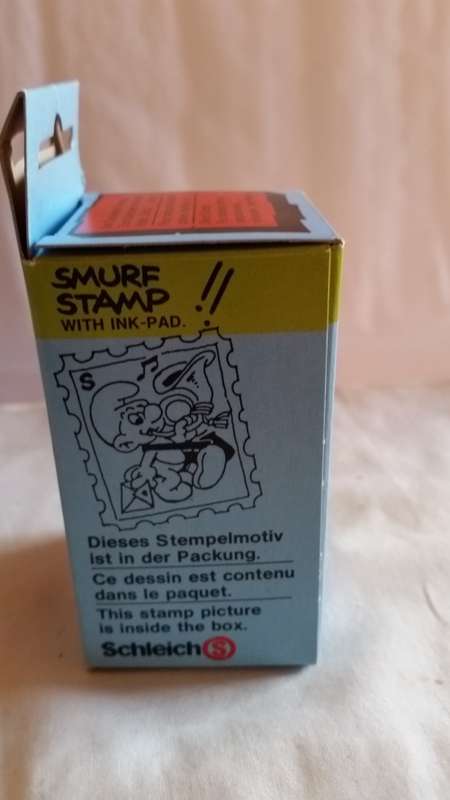 SMURF
STAMP !!
WITH INK-PAD.
S
Dieses Stempelmotiv
ist in der Packung.
Ce dessin est contenu
dans le paquet.
This stamp picture
is inside the box.
Schleich S